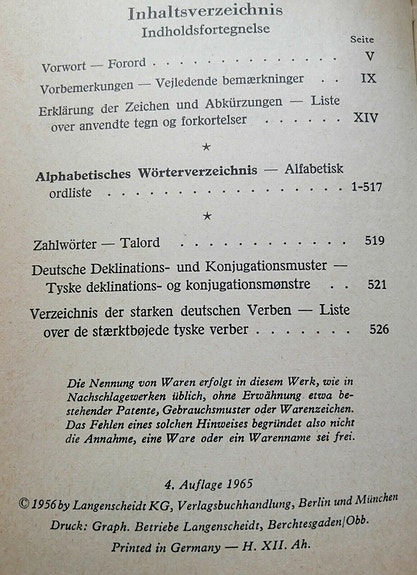 Inhaltsverzeichnis
Indholdsfortegnelse
Seite
Vorwort — Forord . . . . . . . . . . . . . V
Vorbemerkungen — Vejledende bemærkninger . . IX
Erklärung der Zeichen und Abkürzungen — Liste
over anvendte tegn og forkortelser . . . . . . XIV
★
Alphabetisches Wörterverzeichnis — Alfabetisk
ordliste . . . . . . . . . . . . . . . 1-517
★
Zahlwörter — Talord . . . . . . . . . . . 519
Deutsche Deklinations- und Konjugationsmuster —
Tyske deklinations- og konjugationsmønstre . . 521
Verzeichnis der starken deutschen Verben — Liste
over de stærktbøjede tyske verber . . . . . . . 526
Die Nennung von Waren erfolgt in diesem Werk, wie in
Nachschlagewerken üblich, ohne Erwähnung etwa be-
stehender Patente, Gebrauchsmuster oder Warenzeichen.
Das Fehlen eines solchen Hinweises begründet also nicht
die Annahme, eine Ware oder ein Warenname sei frei.
4. Auflage 1965
© 1956 by Langenscheidt KG, Verlagsbuchhandlung, Berlin und München
Druck: Graph. Betriebe Langenscheidt, Berchtesgaden/Obb.
Printed in Germany — H. XII. Ah.